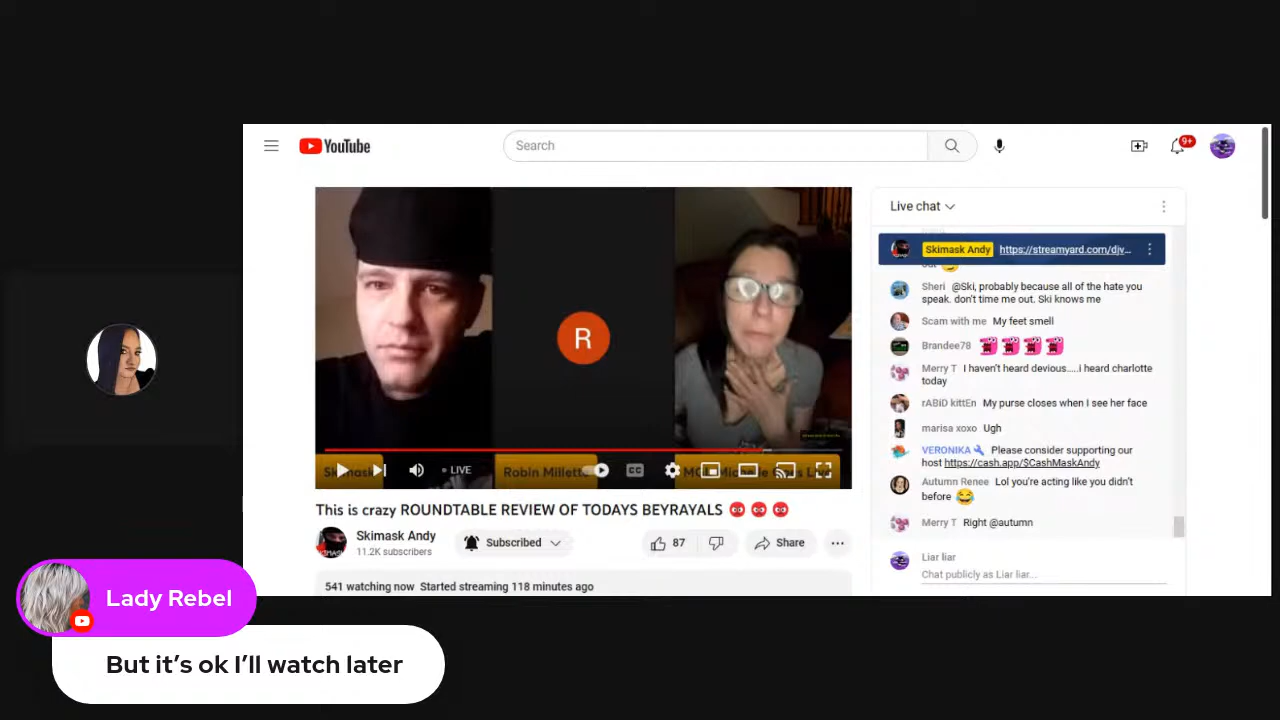 YouTube
Search
9+
Live chat
Skimask Andy https://streamyard.com/djv...
Sheri @Ski, probably because all of the hate you
speak. don't time me out. Ski knows me
Scam with me My feet smell
Brandee78
Merry T I haven't heard devious.....i heard charlotte
today
rABiD kittEn My purse closes when I see her face
marisa xoxo Ugh
VERONIKA Please consider supporting our
host https://cash.app/$CashMaskAndy
Autumn Renee Lol you're acting like you didn't
before
Merry T Right @autumn
Liar liar
Chat publicly as Liar liar...
R
LIVE
CC
Robin Millett
This is crazy ROUNDTABLE REVIEW OF TODAYS BEYRAYALS
Skimask Andy
11.2K subscribers
Subscribed
87
Share
541 watching now Started streaming 118 minutes ago
Lady Rebel
But it's ok I'll watch later